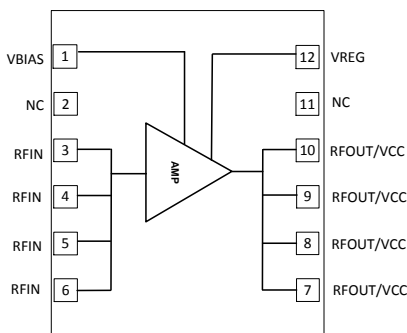 VBIAS 1 12 VREG
NC 2 11 NC
RFIN 3 10 RFOUT/VCC
RFIN 4 AMP 9 RFOUT/VCC
RFIN 5 8 RFOUT/VCC
RFIN 6 7 RFOUT/VCC